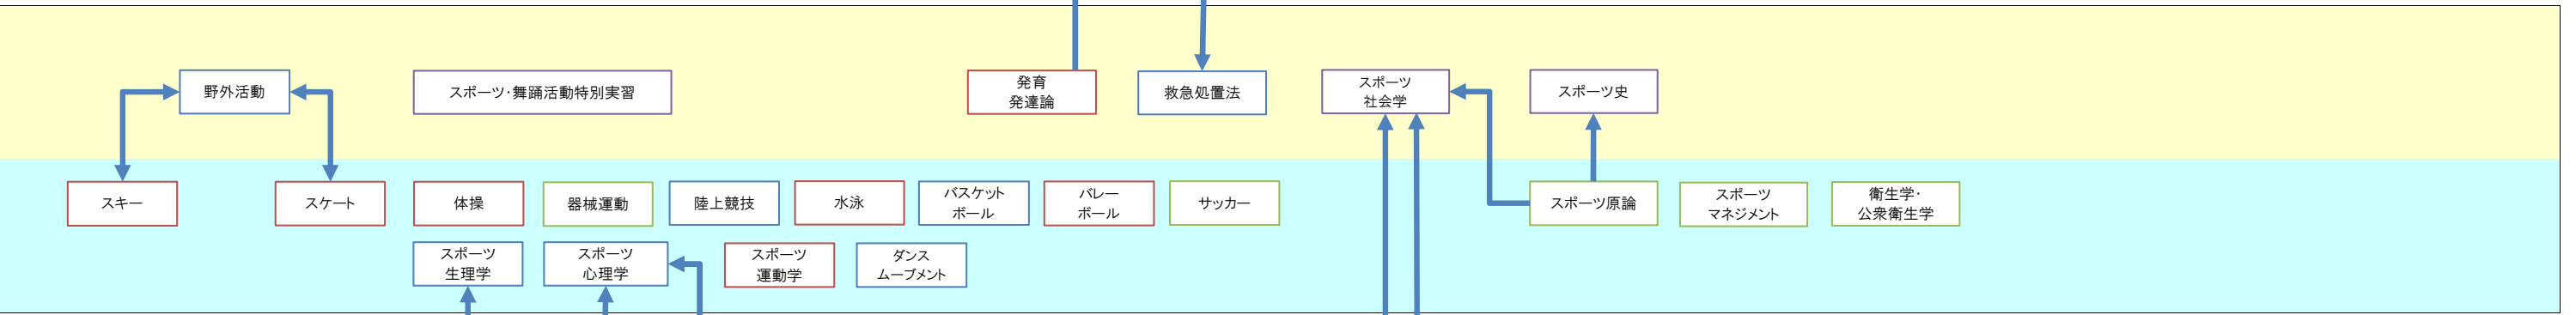 野外活動
スポーツ・舞踊活動特別実習
発育
発達論
救急処置法
スポーツ
社会学
スポーツ史
スキー
スケート
体操
器械運動
陸上競技
水泳
バスケット
ボール
バレー
ボール
サッカー
スポーツ原論
スポーツ
マネジメント
衛生学・
公衆衛生学
スポーツ
生理学
スポーツ
心理学
スポーツ
運動学
ダンス
ムーブメント